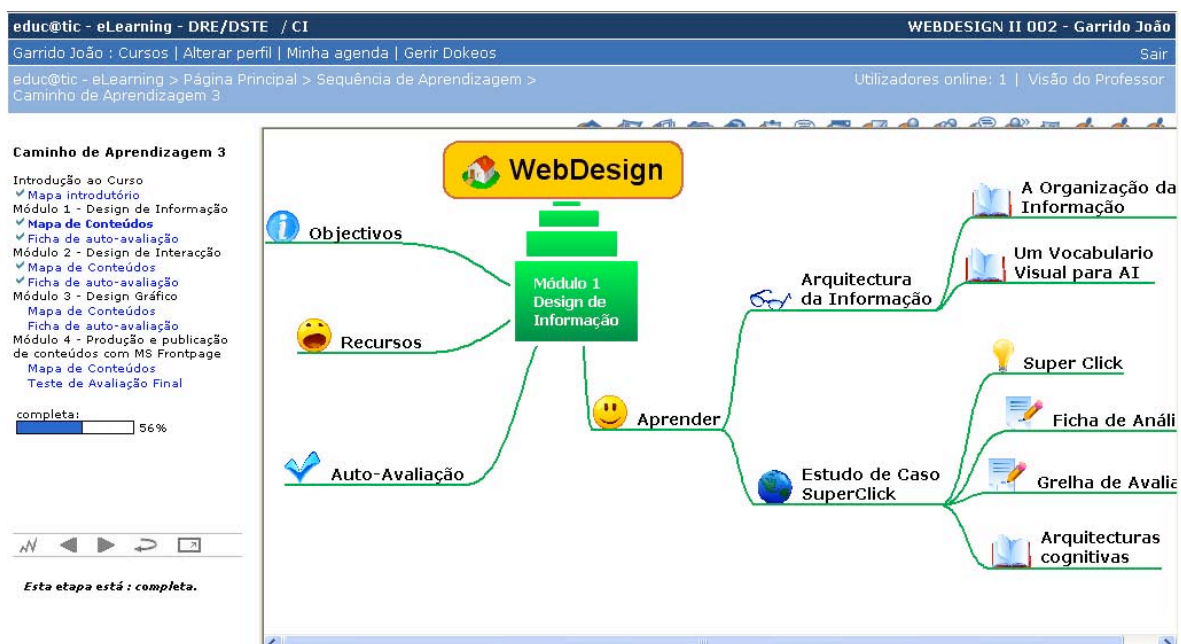 educ@tic - eLearning - DRE/DSTE / CI
WEBDESIGN II 002 - Garrido João
Garrido João : Cursos | Alterar perfil | Minha agenda | Gerir Dokeos
Sair
educ@tic - eLearning > Página Principal > Sequência de Aprendizagem >
Caminho de Aprendizagem 3
Utilizadores online: 1 | Visão do Professor
Caminho de Aprendizagem 3
Introdução ao Curso
Mapa introdutório
Módulo 1 - Design de Informação
Mapa de Conteúdos
Ficha de auto-avaliação
Módulo 2 - Design de Interacção
Mapa de Conteúdos
Ficha de auto-avaliação
Módulo 3 - Design Gráfico
Mapa de Conteúdos
Ficha de auto-avaliação
Módulo 4 - Produção e publicação
de conteúdos com MS Frontpage
Mapa de Conteúdos
Teste de Avaliação Final
completa:
56%
Esta etapa está : completa.
WebDesign
Módulo 1
Design de
Informação
Objectivos
Recursos
Auto-Avaliação
Aprender
Arquitectura
da Informação
A Organização da
Informação
Um Vocabulario
Visual para AI
Estudo de Caso
SuperClick
Super Click
Ficha de Análi
Grelha de Avalia
Arquitecturas
cognitivas